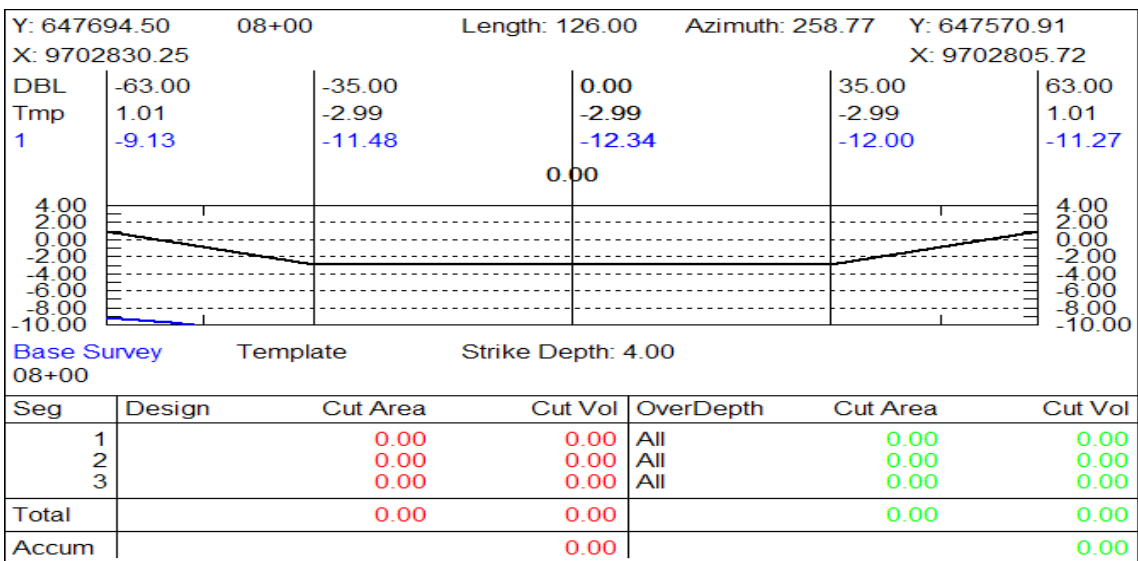 Y: 647694.50 08+00 Length: 126.00 Azimuth: 258.77 Y: 647570.91
X: 9702830.25 X: 9702805.72
DBL -63.00 -35.00 0.00 35.00 63.00
Tmp 1.01 -2.99 -2.99 -2.99 1.01
1 -9.13 -11.48 -12.34 -12.00 -11.27
0.00
4.00 4.00
2.00 2.00
0.00 0.00
-2.00 -2.00
-4.00 -4.00
-6.00 -6.00
-8.00 -8.00
-10.00 -10.00
Base Survey Template Strike Depth: 4.00
08+00
Seg Design Cut Area Cut Vol OverDepth Cut Area Cut Vol
1 0.00 0.00 All 0.00 0.00
2 0.00 0.00 All 0.00 0.00
3 0.00 0.00 All 0.00 0.00
Total 0.00 0.00 0.00 0.00
Accum 0.00 0.00